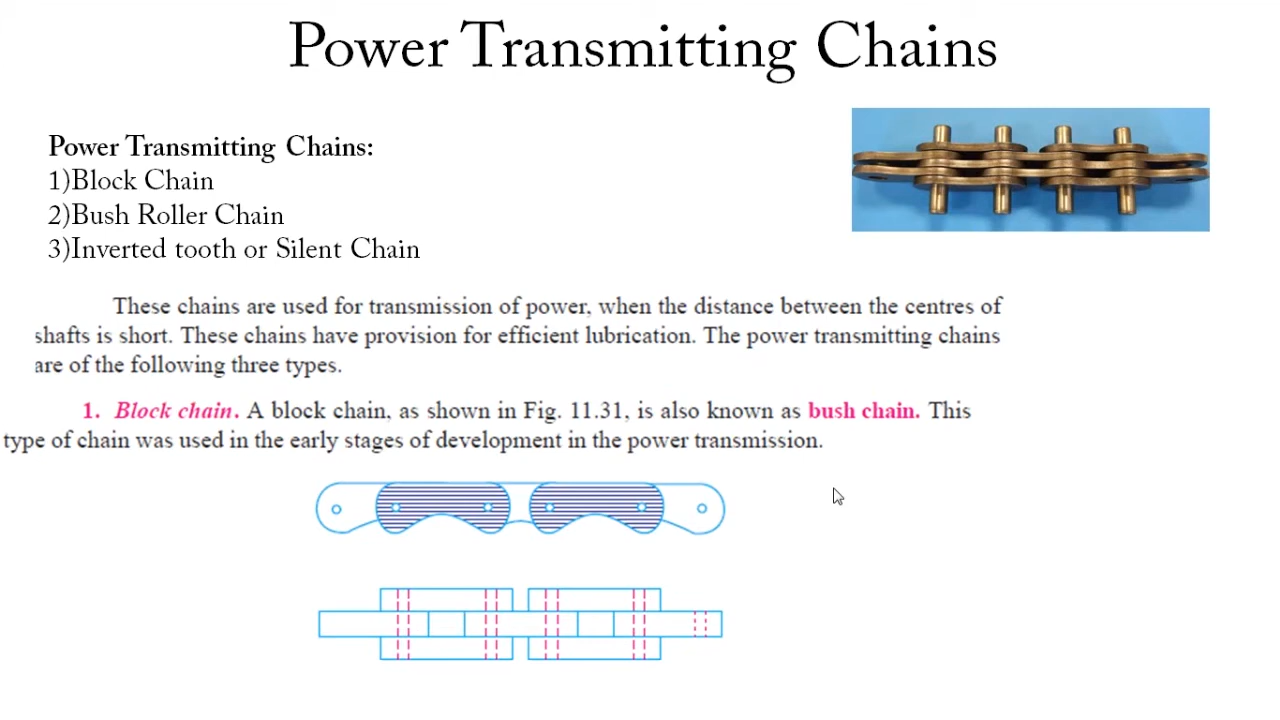 Power Transmitting Chains
Power Transmitting Chains:
1)Block Chain
2)Bush Roller Chain
3)Inverted tooth or Silent Chain
These chains are used for transmission of power, when the distance between the centres of
shafts is short. These chains have provision for efficient lubrication. The power transmitting chains
are of the following three types.
1. Block chain. A block chain, as shown in Fig. 11.31, is also known as bush chain. This
type of chain was used in the early stages of development in the power transmission.